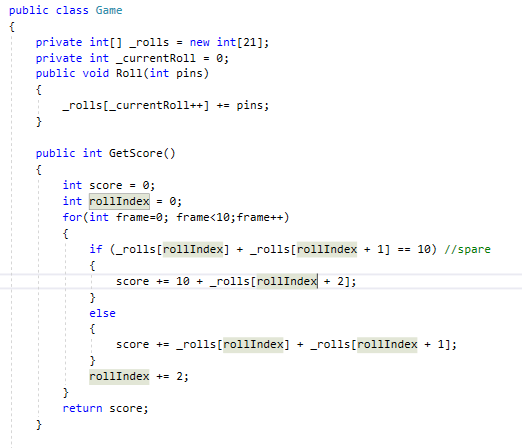 public class Game
{
    private int[] _rolls = new int[21];
    private int _currentRoll = 0;
    public void Roll(int pins)
    {
        _rolls[_currentRoll++] += pins;
    }

    public int GetScore()
    {
        int score = 0;
        int rollIndex = 0;
        for(int frame=0; frame<10;frame++)
        {
            if (_rolls[rollIndex] + _rolls[rollIndex + 1] == 10) //spare
            {
                score += 10 + _rolls[rollIndex + 2];
            }
            else
            {
                score += _rolls[rollIndex] + _rolls[rollIndex + 1];
            }
            rollIndex += 2;
        }
        return score;
    }